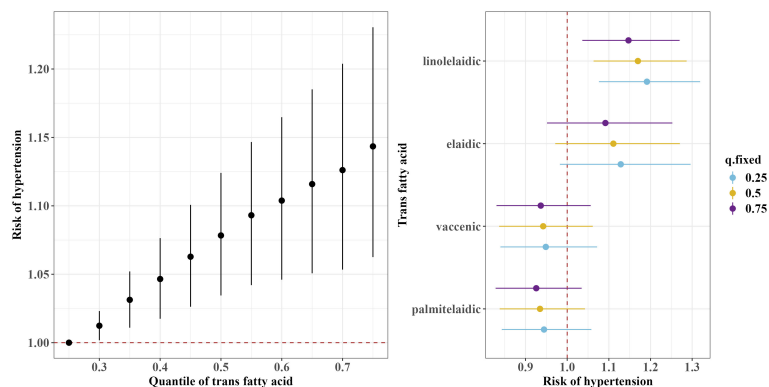 Risk of hypertension
1.20
1.15
1.10
1.05
1.00
0.3 0.4 0.5 0.6 0.7
Quantile of trans fatty acid
Trans fatty acid
linolelaidic
elaidic
vaccenic
palmitelaidic
0.9 1.0 1.1 1.2 1.3
Risk of hypertension
q.fixed
0.25
0.5
0.75